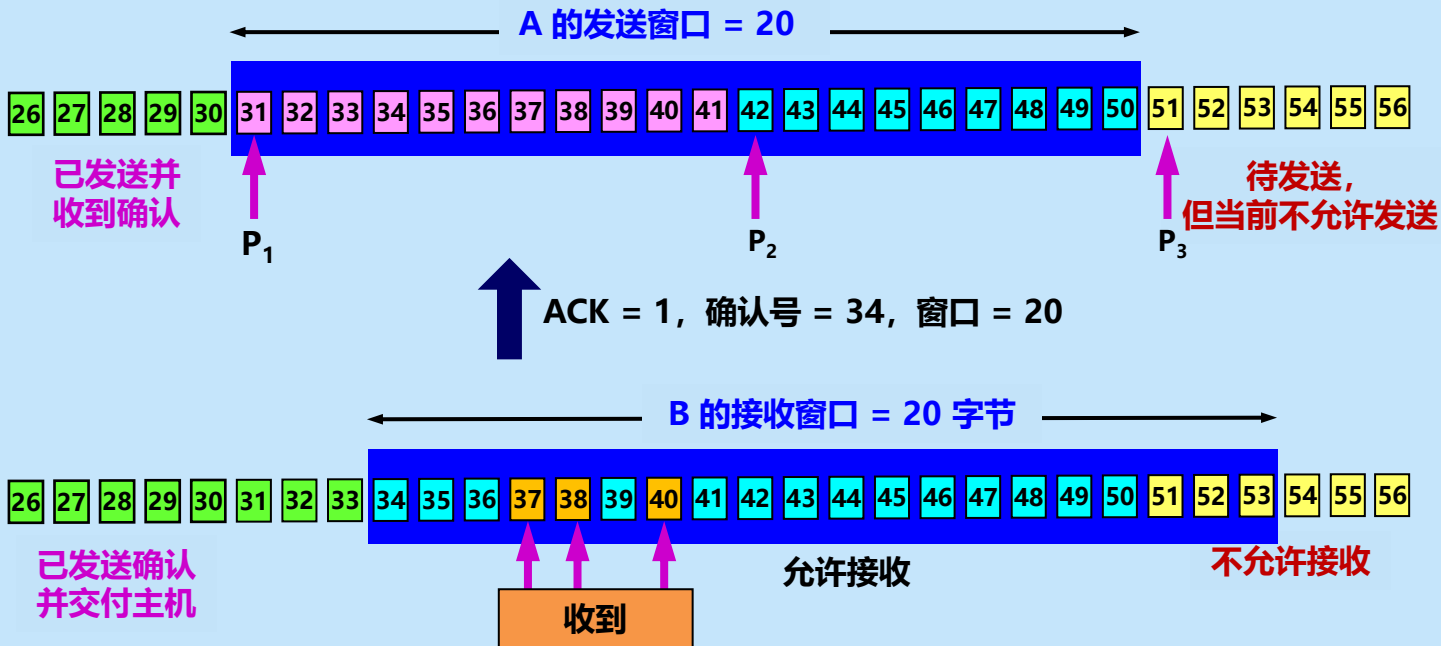 A 的发送窗口 = 20
26 27 28 29 30 31 32 33 34 35 36 37 38 39 40 41 42 43 44 45 46 47 48 49 50 51 52 53 54 55 56
已发送并
收到确认
待发送，
但当前不允许发送
P1
P2
P3
ACK = 1，确认号 = 34，窗口 = 20
B 的接收窗口 = 20 字节
26 27 28 29 30 31 32 33 34 35 36 37 38 39 40 41 42 43 44 45 46 47 48 49 50 51 52 53 54 55 56
已发送确认
并交付主机
允许接收
不允许接收
收到